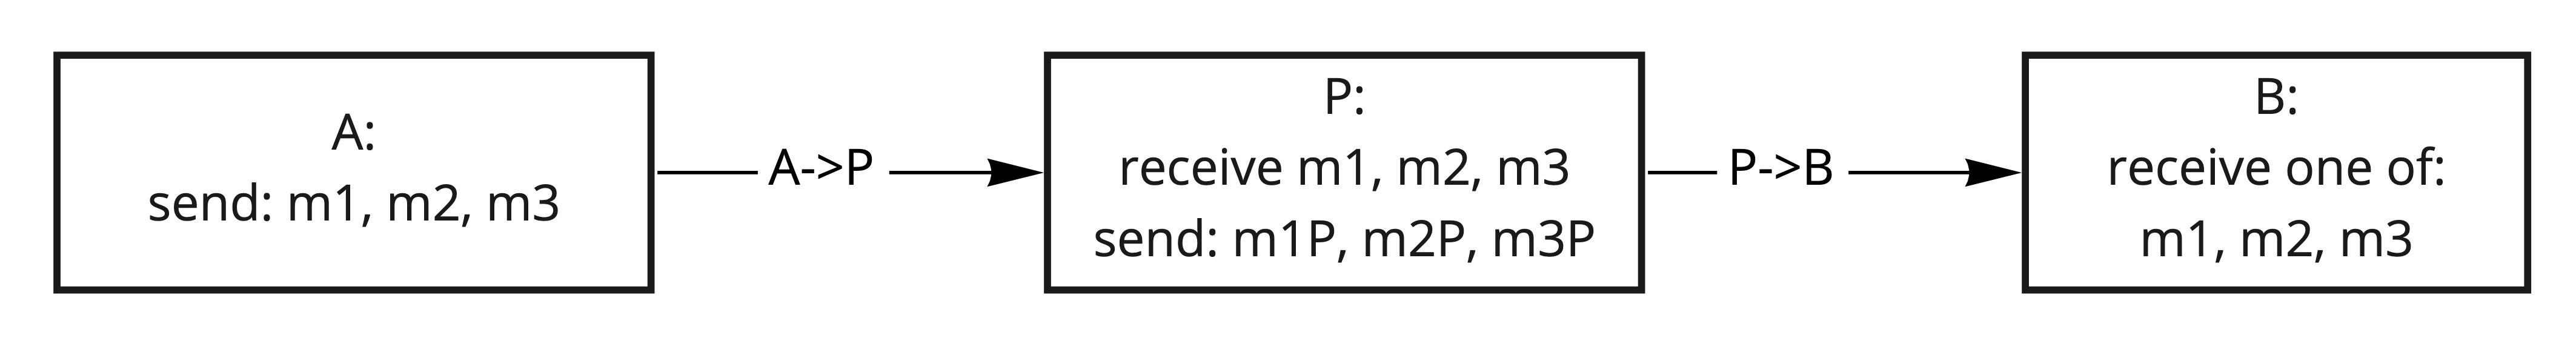 A:
send: m1, m2, m3
A->P
P:
receive m1, m2, m3
send: m1P, m2P, m3P
P->B
B:
receive one of:
m1, m2, m3